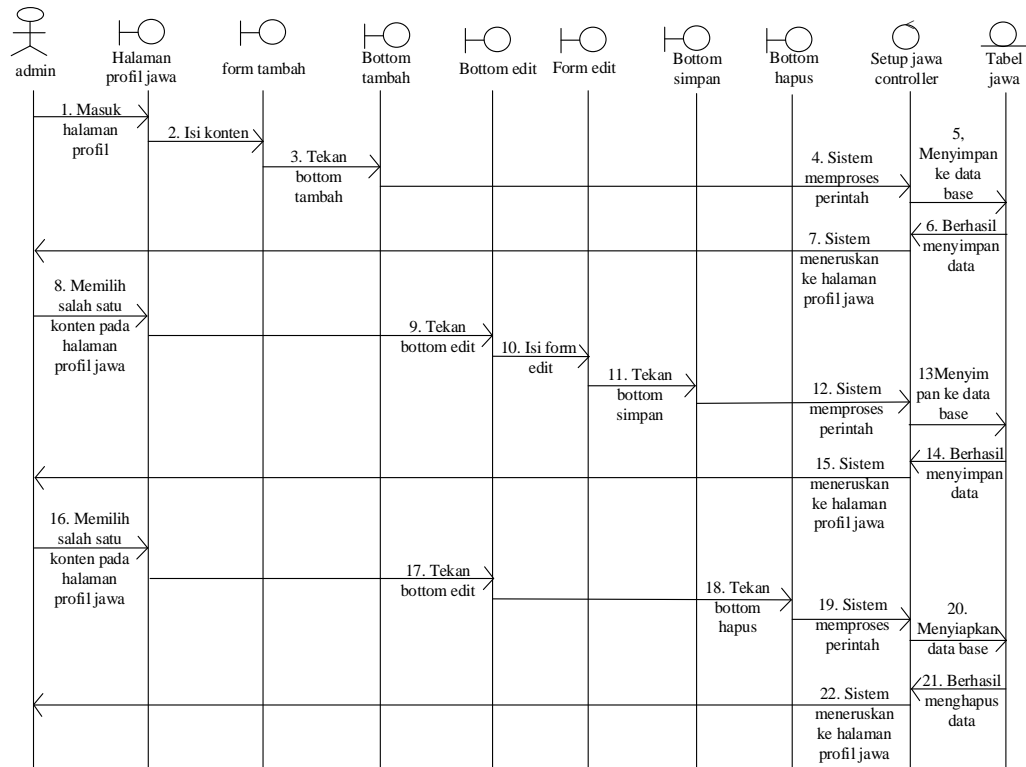 admin
Halaman
profil jawa
form tambah
Bottom
tambah
Bottom edit
Form edit
Bottom
simpan
Bottom
hapus
Setup jawa
controller
Tabel
jawa
1. Masuk
halaman
profil
2. Isi konten
3. Tekan
bottom
tambah
4. Sistem
memproses
perintah
5,
Menyimpan
ke data
base
6. Berhasil
menyimpan
data
7. Sistem
meneruskan
ke halaman
profil jawa
8. Memilih
salah satu
konten pada
halaman
profil jawa
9. Tekan
bottom edit
10. Isi form
edit
11. Tekan
bottom
simpan
12. Sistem
memproses
perintah
13Menyim
pan ke data
base
14. Berhasil
menyimpan
data
15. Sistem
meneruskan
ke halaman
profil jawa
16. Memilih
salah satu
konten pada
halaman
profil jawa
17. Tekan
bottom edit
18. Tekan
bottom
hapus
19. Sistem
memproses
perintah
20.
Menyiapkan
data base
21. Berhasil
menghapus
data
22. Sistem
meneruskan
ke halaman
profil jawa